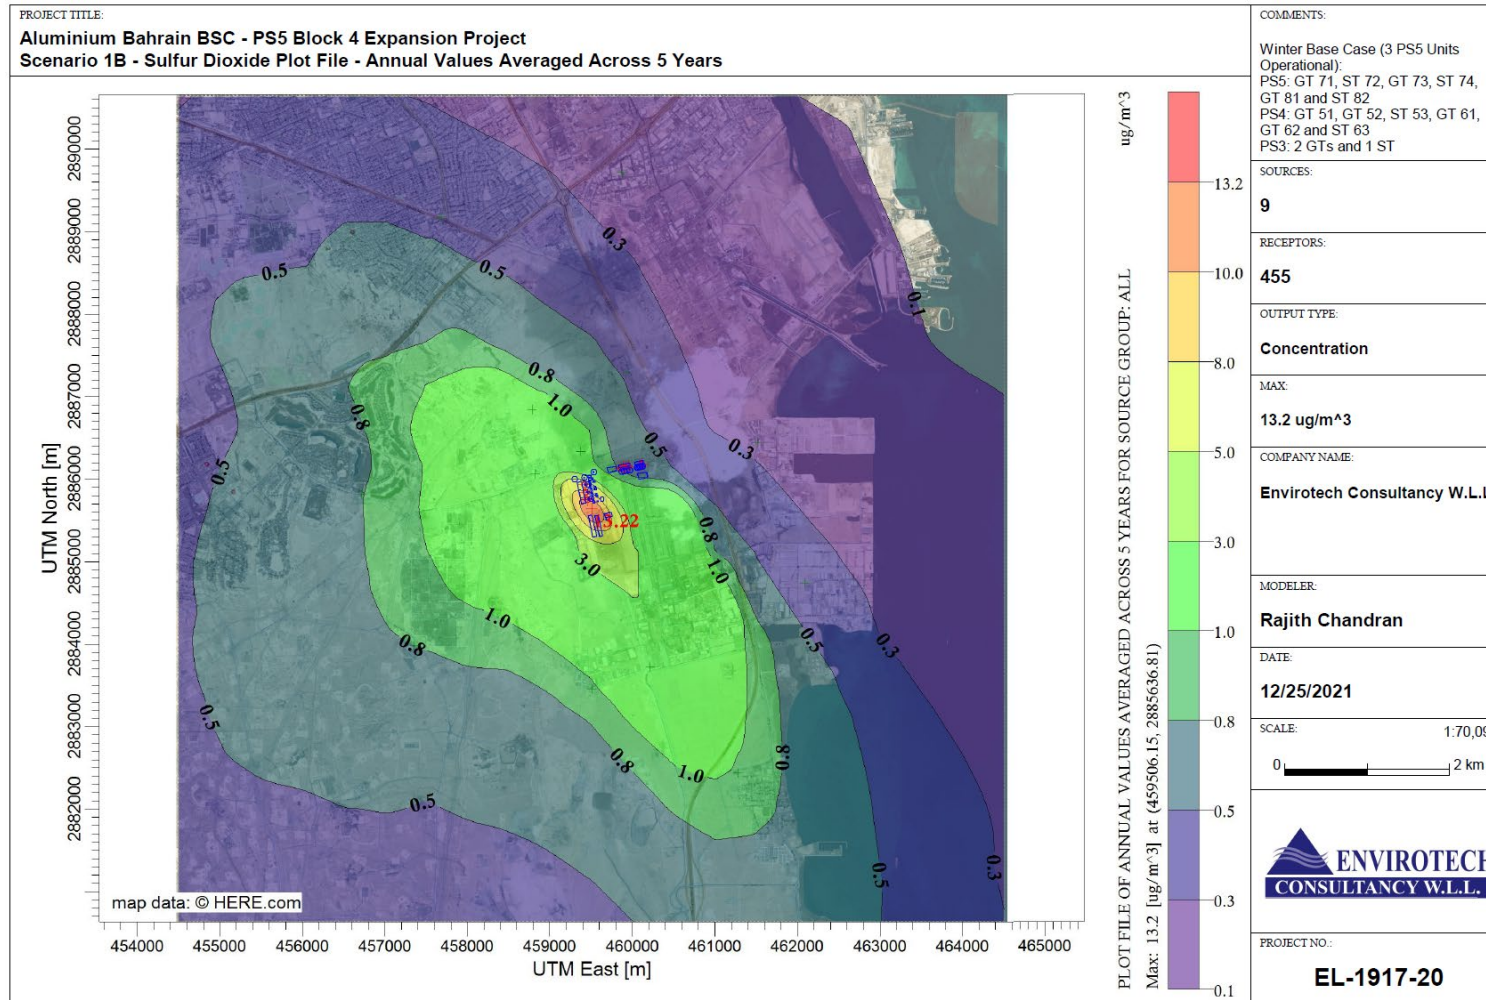 PROJECT TITLE:
Aluminium Bahrain BSC - PS5 Block 4 Expansion Project
Scenario 1B - Sulfur Dioxide Plot File - Annual Values Averaged Across 5 Years
COMMENTS:
Winter Base Case (3 PS5 Units
Operational):
PS5: GT 71, ST 72, GT 73, ST 74,
GT 81 and ST 82
PS4: GT 51, GT 52, ST 53, GT 61,
GT 62 and ST 63
PS3: 2 GTs and 1 ST
SOURCES:
9
RECEPTORS:
455
OUTPUT TYPE:
Concentration
MAX:
13.2 ug/m^3
COMPANY NAME:
Envirotech Consultancy W.L.L
MODELER:
Rajith Chandran
DATE:
12/25/2021
SCALE:
1:70,09
0
2 km
ENVIROTECH
CONSULTANCY W.L.L.
PROJECT NO.:
EL-1917-20
UTM North [m]
2890000
2889000
2888000
2887000
2886000
2885000
2884000
2883000
2882000
0.5
0.5
0.3
0.1
0.8
1.0
0.8
0.5
0.3
0.5
13.22
0.8
1.0
3.0
1.0
0.8
0.5
0.3
0.5
0.8
1.0
0.8
0.5
0.5
0.3
map data: © HERE.com
454000
455000
456000
457000
458000
459000
460000
461000
462000
463000
464000
465000
UTM East [m]
PLOT FILE OF ANNUAL VALUES AVERAGED ACROSS 5 YEARS FOR SOURCE GROUP: ALL
Max: 13.2 [ug/m^3] at (459506.15, 2885636.81)
ug/m^3
13.2
10.0
8.0
5.0
3.0
1.0
0.8
0.5
0.3
0.1